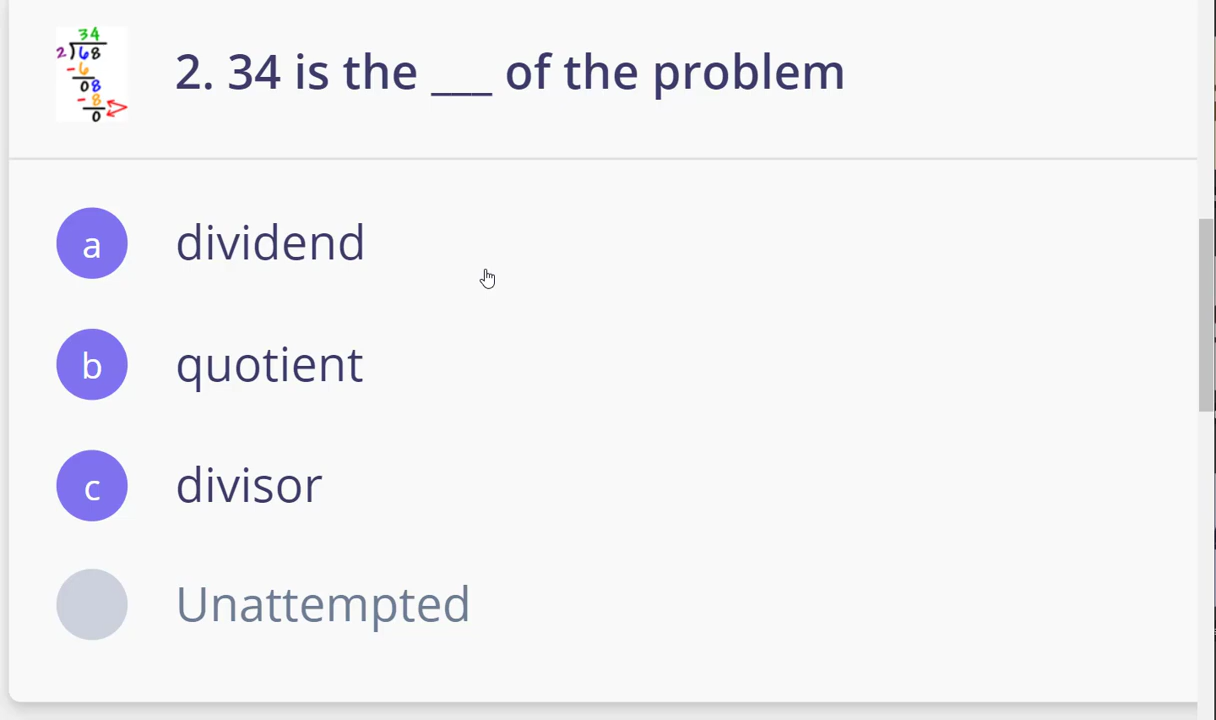 34
2)68
-6
08
-8
0
2. 34 is the ___ of the problem
a dividend
b quotient
c divisor
Unattempted